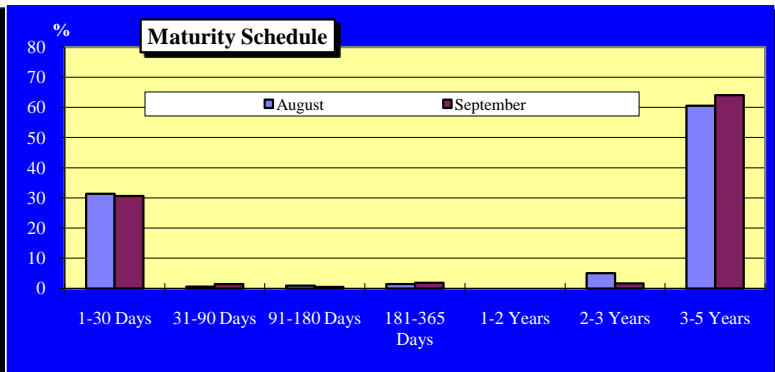 %
Maturity Schedule
80
70
60
50
40
30
20
10
0
August September
1-30 Days 31-90 Days 91-180 Days 181-365 1-2 Years 2-3 Years 3-5 Years
Days